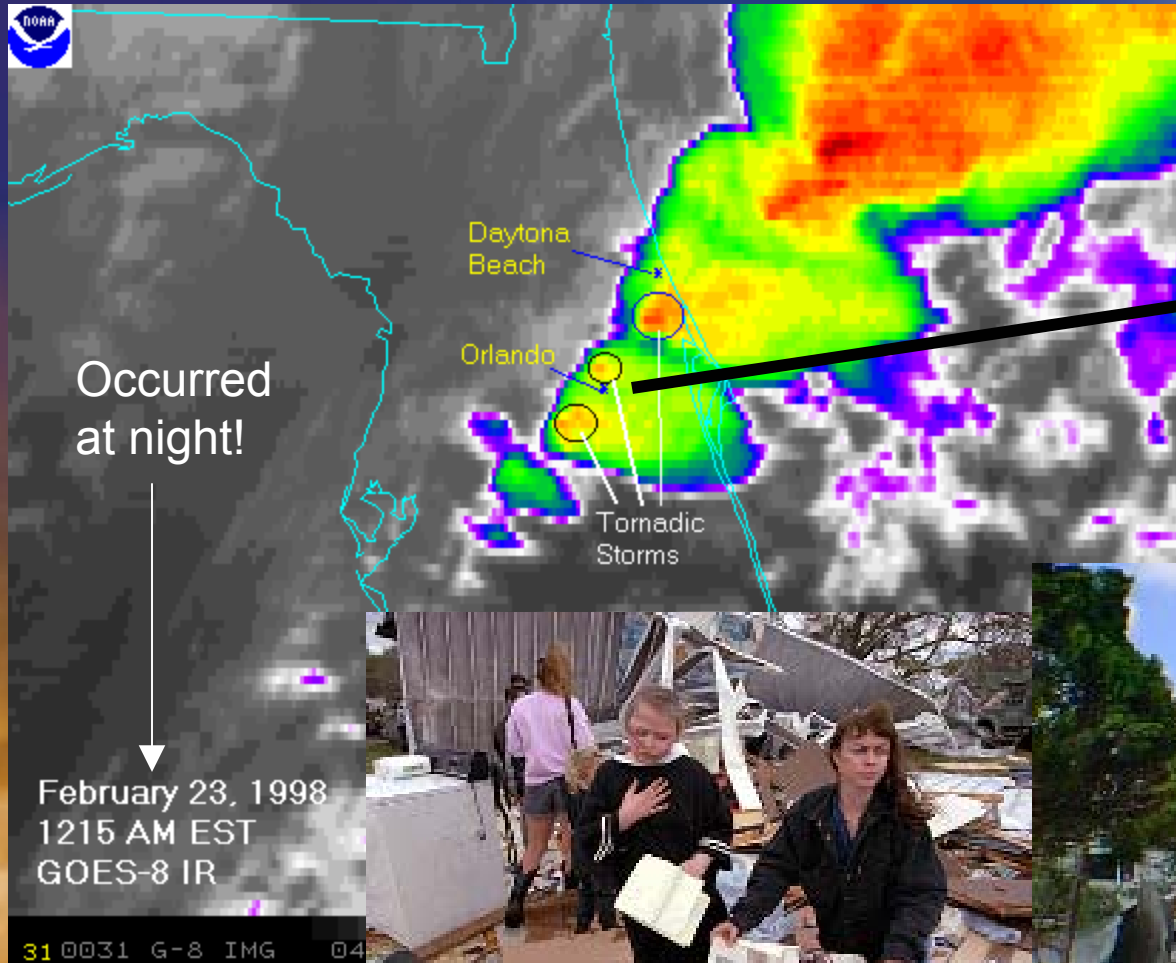 NOAA
Daytona
Beach
Orlando
Occurred
at night!
Tornadic
Storms
February 23, 1998
1215 AM EST
GOES-8 IR
31 0031 G-8 IMG 04